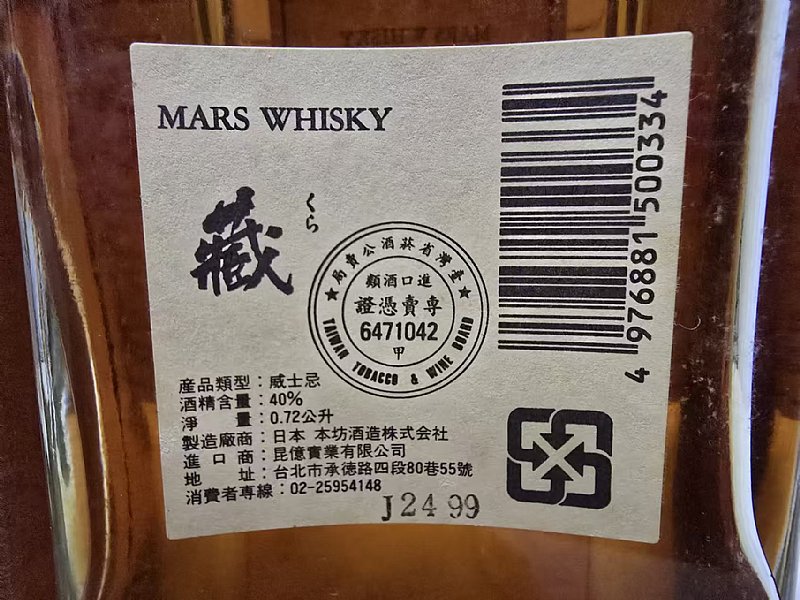 MARS WHISKY
藏
くら
臺灣省菸酒公賣局
進口酒類
專賣憑證
6471042
甲
TAIWAN TOBACCO & WINE BOARD
4 976881 500334
産品類型：威士忌
酒精含量：40%
淨　　量：0.72公升
製造廠商：日本 本坊酒造株式会社
進 口 商：昆億實業有限公司
地　　址：台北市承德路四段80巷55號
消費者專線：02-25954148
J24 99